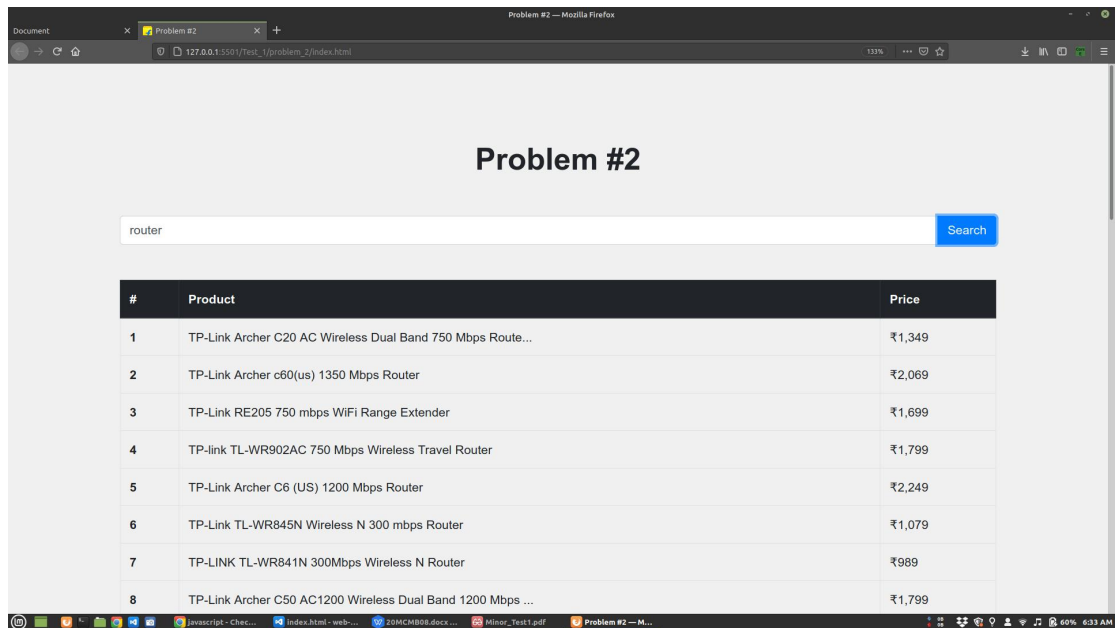 Problem #2 — Mozilla Firefox
Document
Problem #2
127.0.0.1:5501/Test_1/problem_2/index.html
133%
Problem #2
router
Search
# Product Price
1 TP-Link Archer C20 AC Wireless Dual Band 750 Mbps Route... ₹1,349
2 TP-Link Archer c60(us) 1350 Mbps Router ₹2,069
3 TP-Link RE205 750 mbps WiFi Range Extender ₹1,699
4 TP-link TL-WR902AC 750 Mbps Wireless Travel Router ₹1,799
5 TP-Link Archer C6 (US) 1200 Mbps Router ₹2,249
6 TP-Link TL-WR845N Wireless N 300 mbps Router ₹1,079
7 TP-LINK TL-WR841N 300Mbps Wireless N Router ₹989
8 TP-Link Archer C50 AC1200 Wireless Dual Band 1200 Mbps ... ₹1,799
javascript - Chec... index.html - web-... 20MCMB08.docx ... Minor_Test1.pdf Problem #2 — M... 60% 6:33 AM